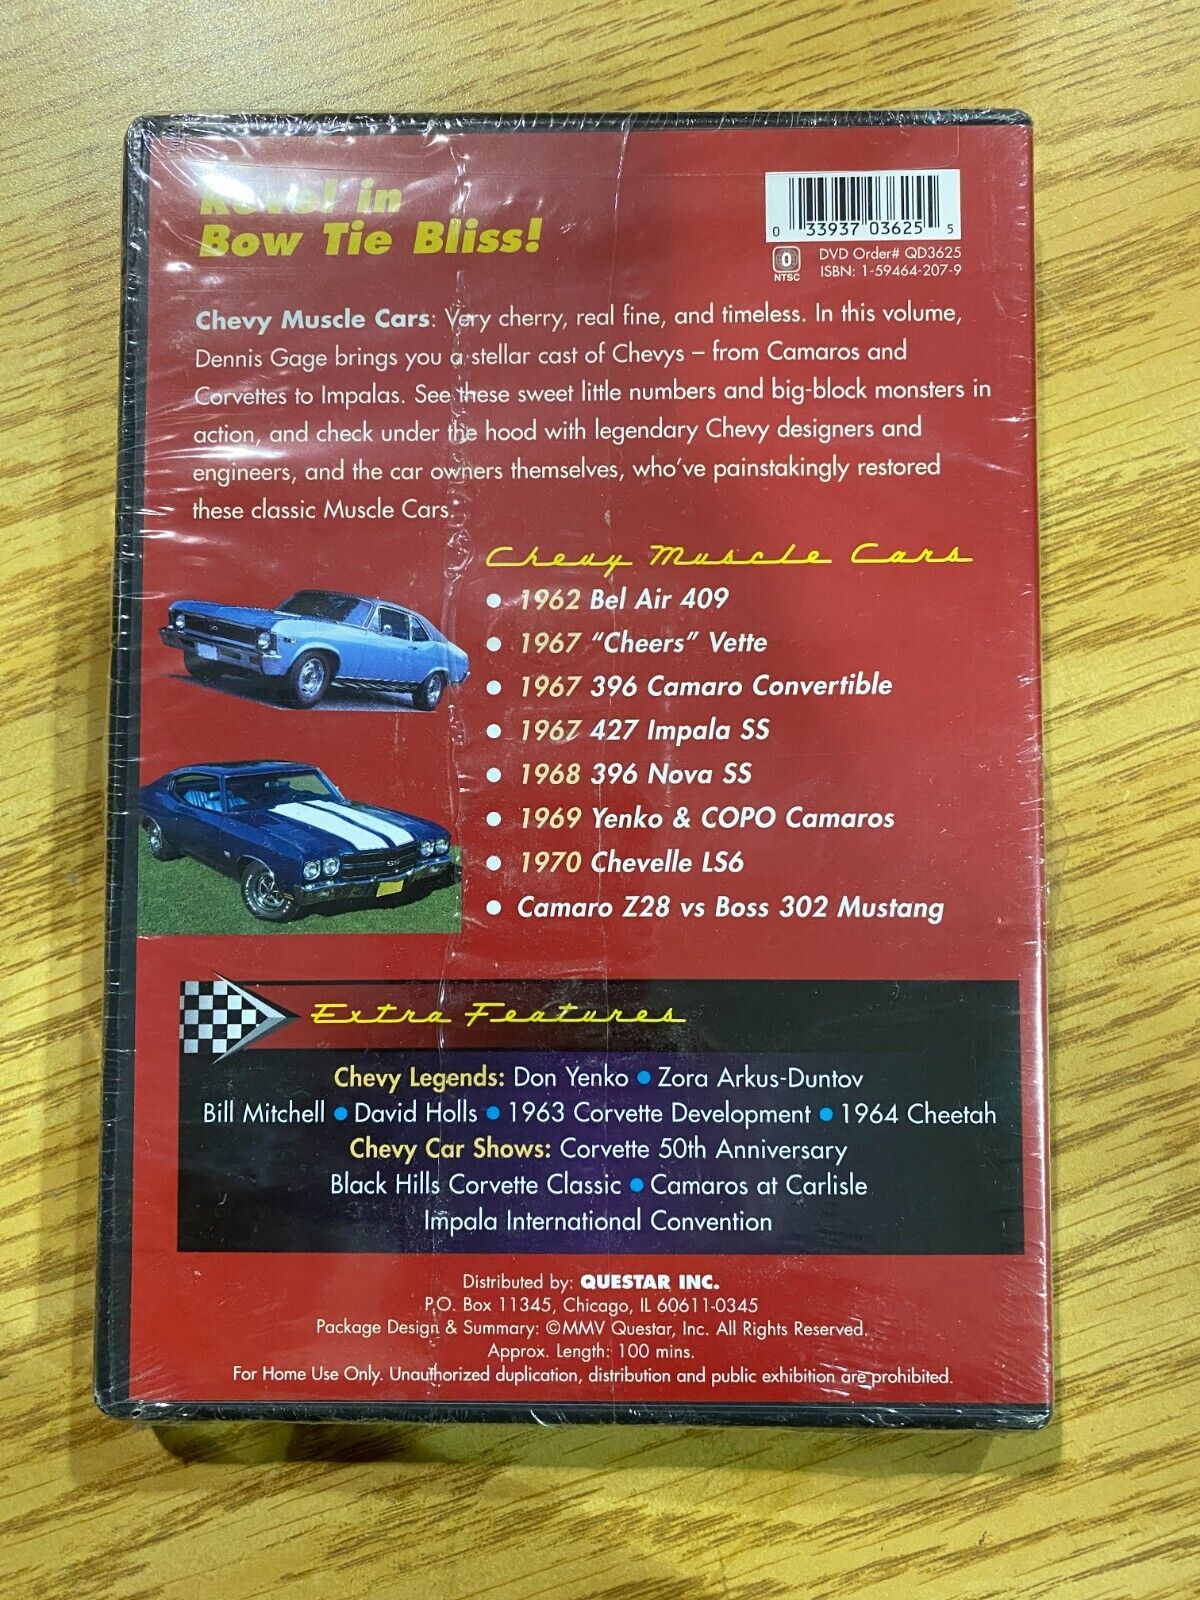 Revel in
Bow Tie Bliss!
0 33937 03625 5
NTSC
DVD Order# QD3625
ISBN: 1-59464-207-9
Chevy Muscle Cars: Very cherry, real fine, and timeless. In this volume,
Dennis Gage brings you a stellar cast of Chevys – from Camaros and
Corvettes to Impalas. See these sweet little numbers and big-block monsters in
action, and check under the hood with legendary Chevy designers and
engineers, and the car owners themselves, who've painstakingly restored
these classic Muscle Cars.
Chevy Muscle Cars
• 1962 Bel Air 409
• 1967 "Cheers" Vette
• 1967 396 Camaro Convertible
• 1967 427 Impala SS
• 1968 396 Nova SS
• 1969 Yenko & COPO Camaros
• 1970 Chevelle LS6
• Camaro Z28 vs Boss 302 Mustang
Extra Features
Chevy Legends: Don Yenko • Zora Arkus-Duntov
Bill Mitchell • David Holls • 1963 Corvette Development • 1964 Cheetah
Chevy Car Shows: Corvette 50th Anniversary
Black Hills Corvette Classic • Camaros at Carlisle
Impala International Convention
Distributed by: QUESTAR INC.
P.O. Box 11345, Chicago, IL 60611-0345
Package Design & Summary: ©MMV Questar, Inc. All Rights Reserved.
Approx. Length: 100 mins.
For Home Use Only. Unauthorized duplication, distribution and public exhibition are prohibited.